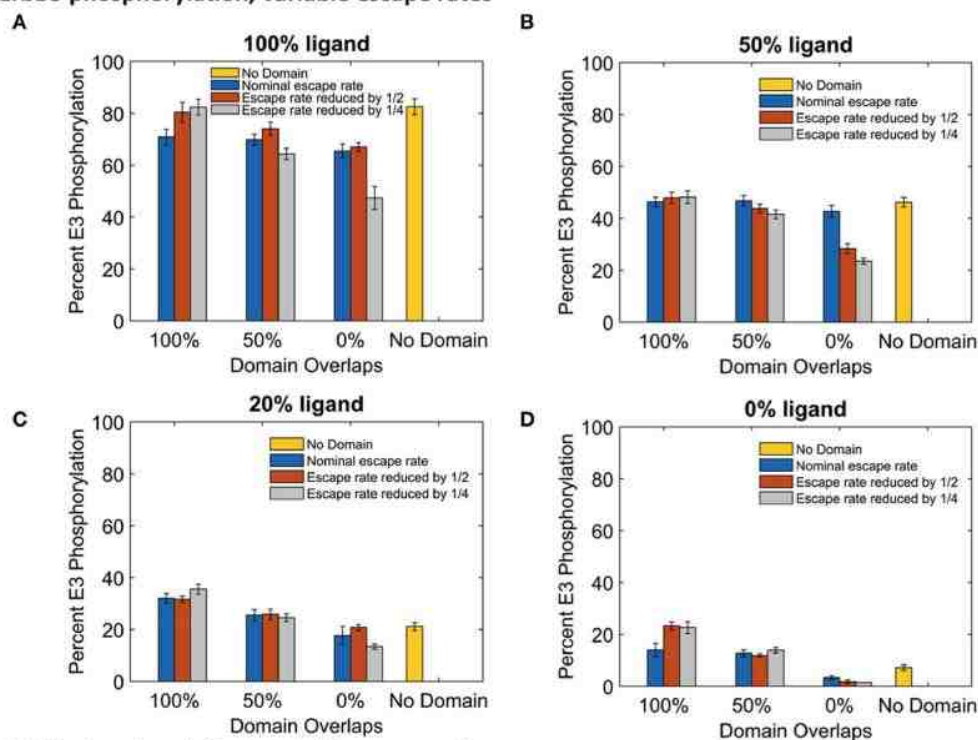 A
100% ligand
Percent E3 Phosphorylation
100
80
60
40
20
0
No Domain
Nominal escape rate
Escape rate reduced by 1/2
Escape rate reduced by 1/4
100% 50% 0% No Domain
Domain Overlaps
B
50% ligand
Percent E3 Phosphorylation
100
80
60
40
20
0
No Domain
Nominal escape rate
Escape rate reduced by 1/2
Escape rate reduced by 1/4
100% 50% 0% No Domain
Domain Overlaps
C
20% ligand
Percent E3 Phosphorylation
100
80
60
40
20
0
No Domain
Nominal escape rate
Escape rate reduced by 1/2
Escape rate reduced by 1/4
100% 50% 0% No Domain
Domain Overlaps
D
0% ligand
Percent E3 Phosphorylation
100
80
60
40
20
0
No Domain
Nominal escape rate
Escape rate reduced by 1/2
Escape rate reduced by 1/4
100% 50% 0% No Domain
Domain Overlaps